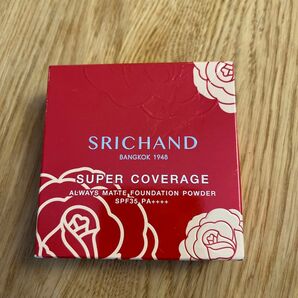 SRICHAND
BANGKOK 1948
SUPER COVERAGE
ALWAYS MATTE FOUNDATION POWDER
SPF35 PA++++